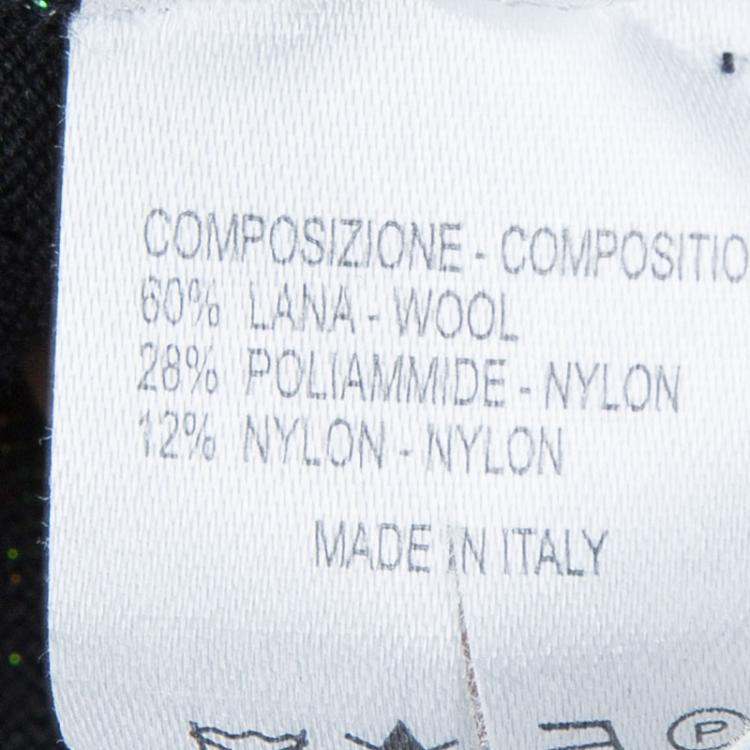 COMPOSIZIONE - COMPOSITIO
60% LANA - WOOL
28% POLIAMMIDE - NYLON
12% NYLON - NYLON
MADE IN ITALY
P